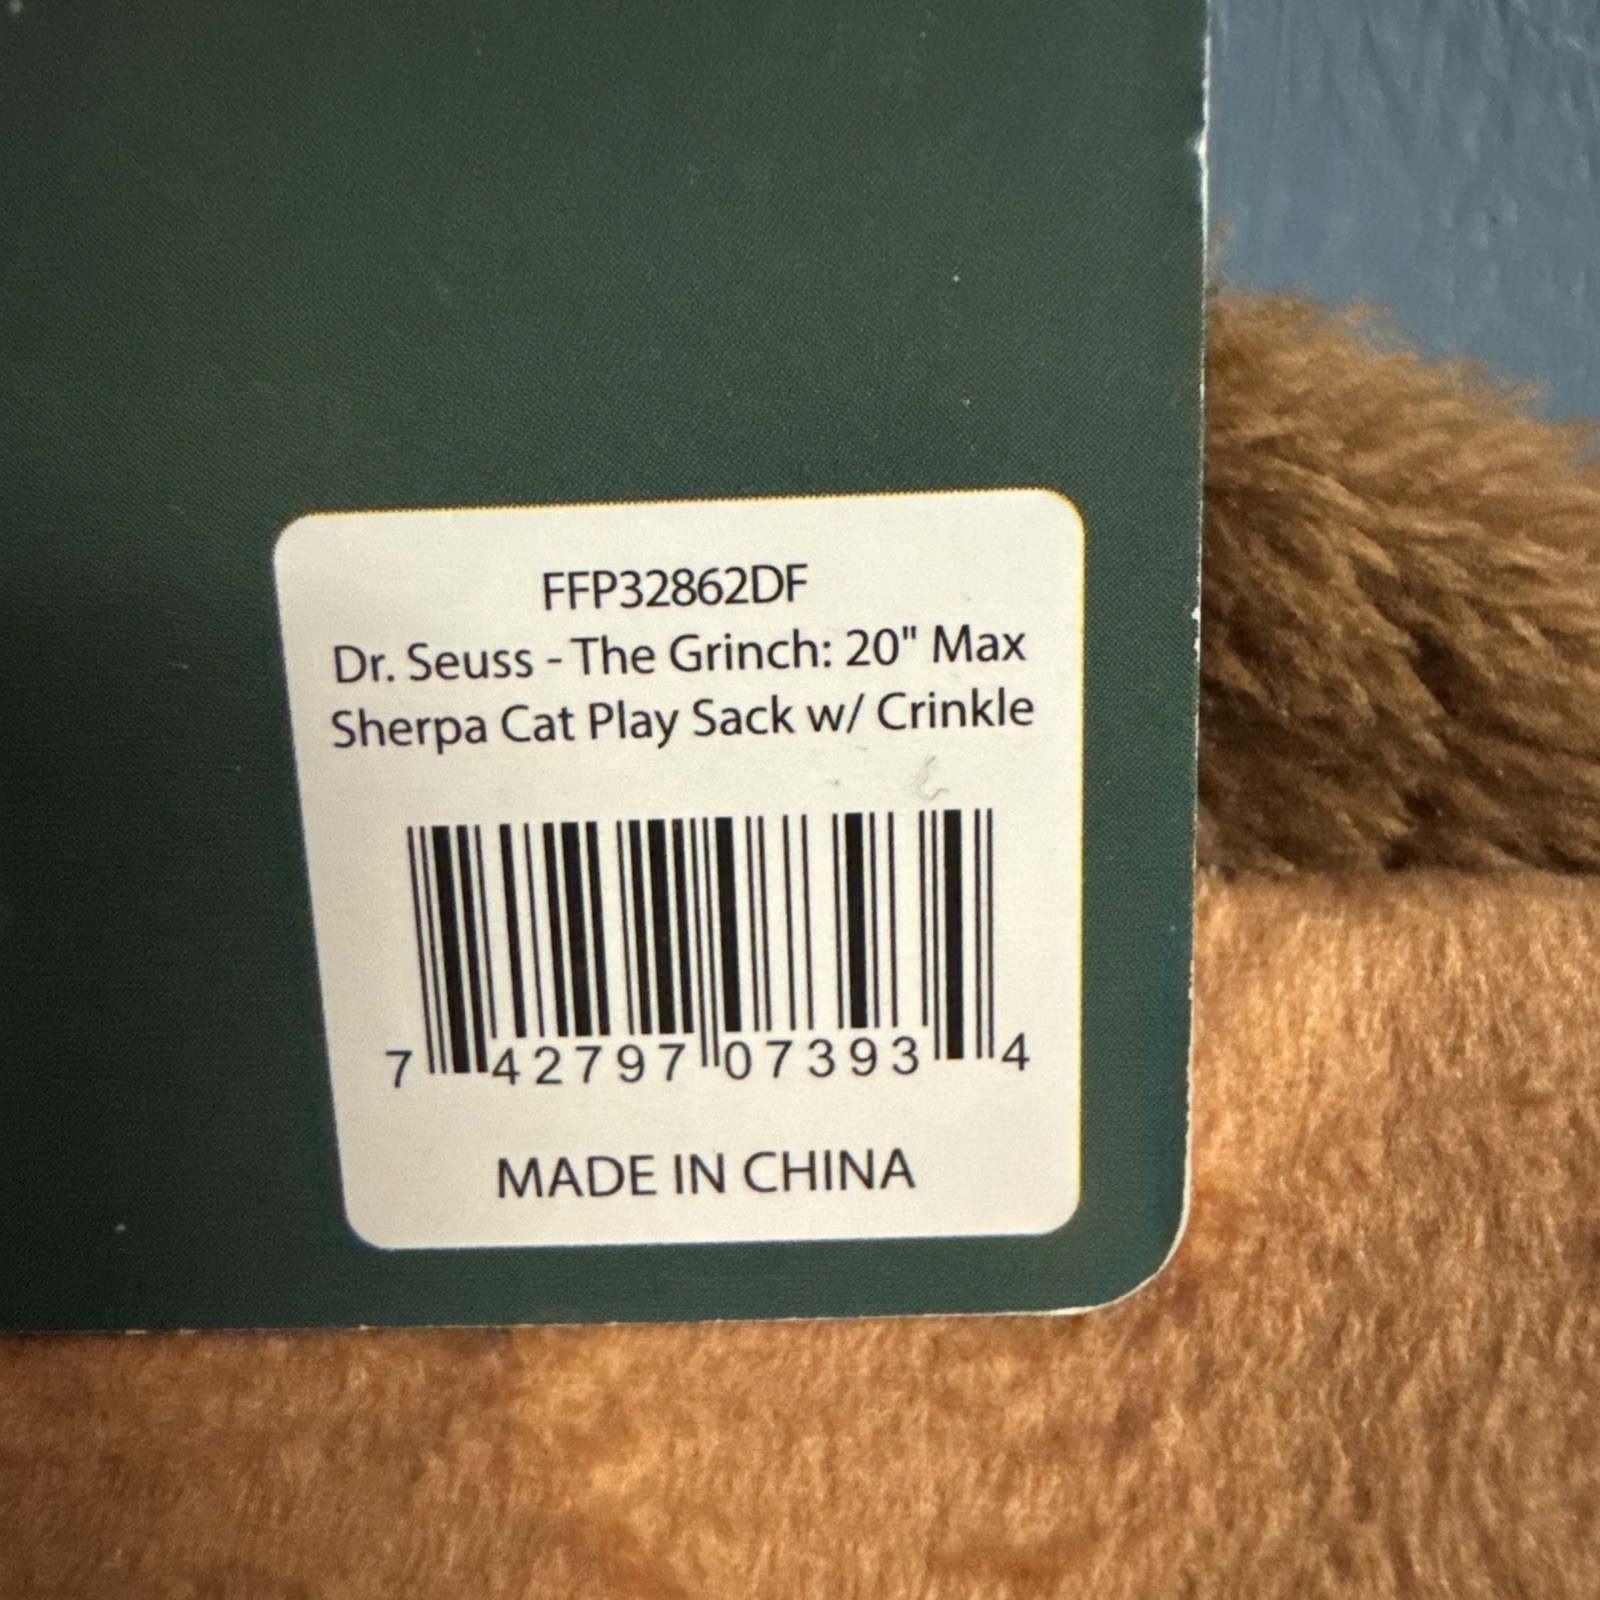 FFP32862DF
Dr. Seuss - The Grinch: 20" Max
Sherpa Cat Play Sack w/ Crinkle
7 42797 07393 4
MADE IN CHINA